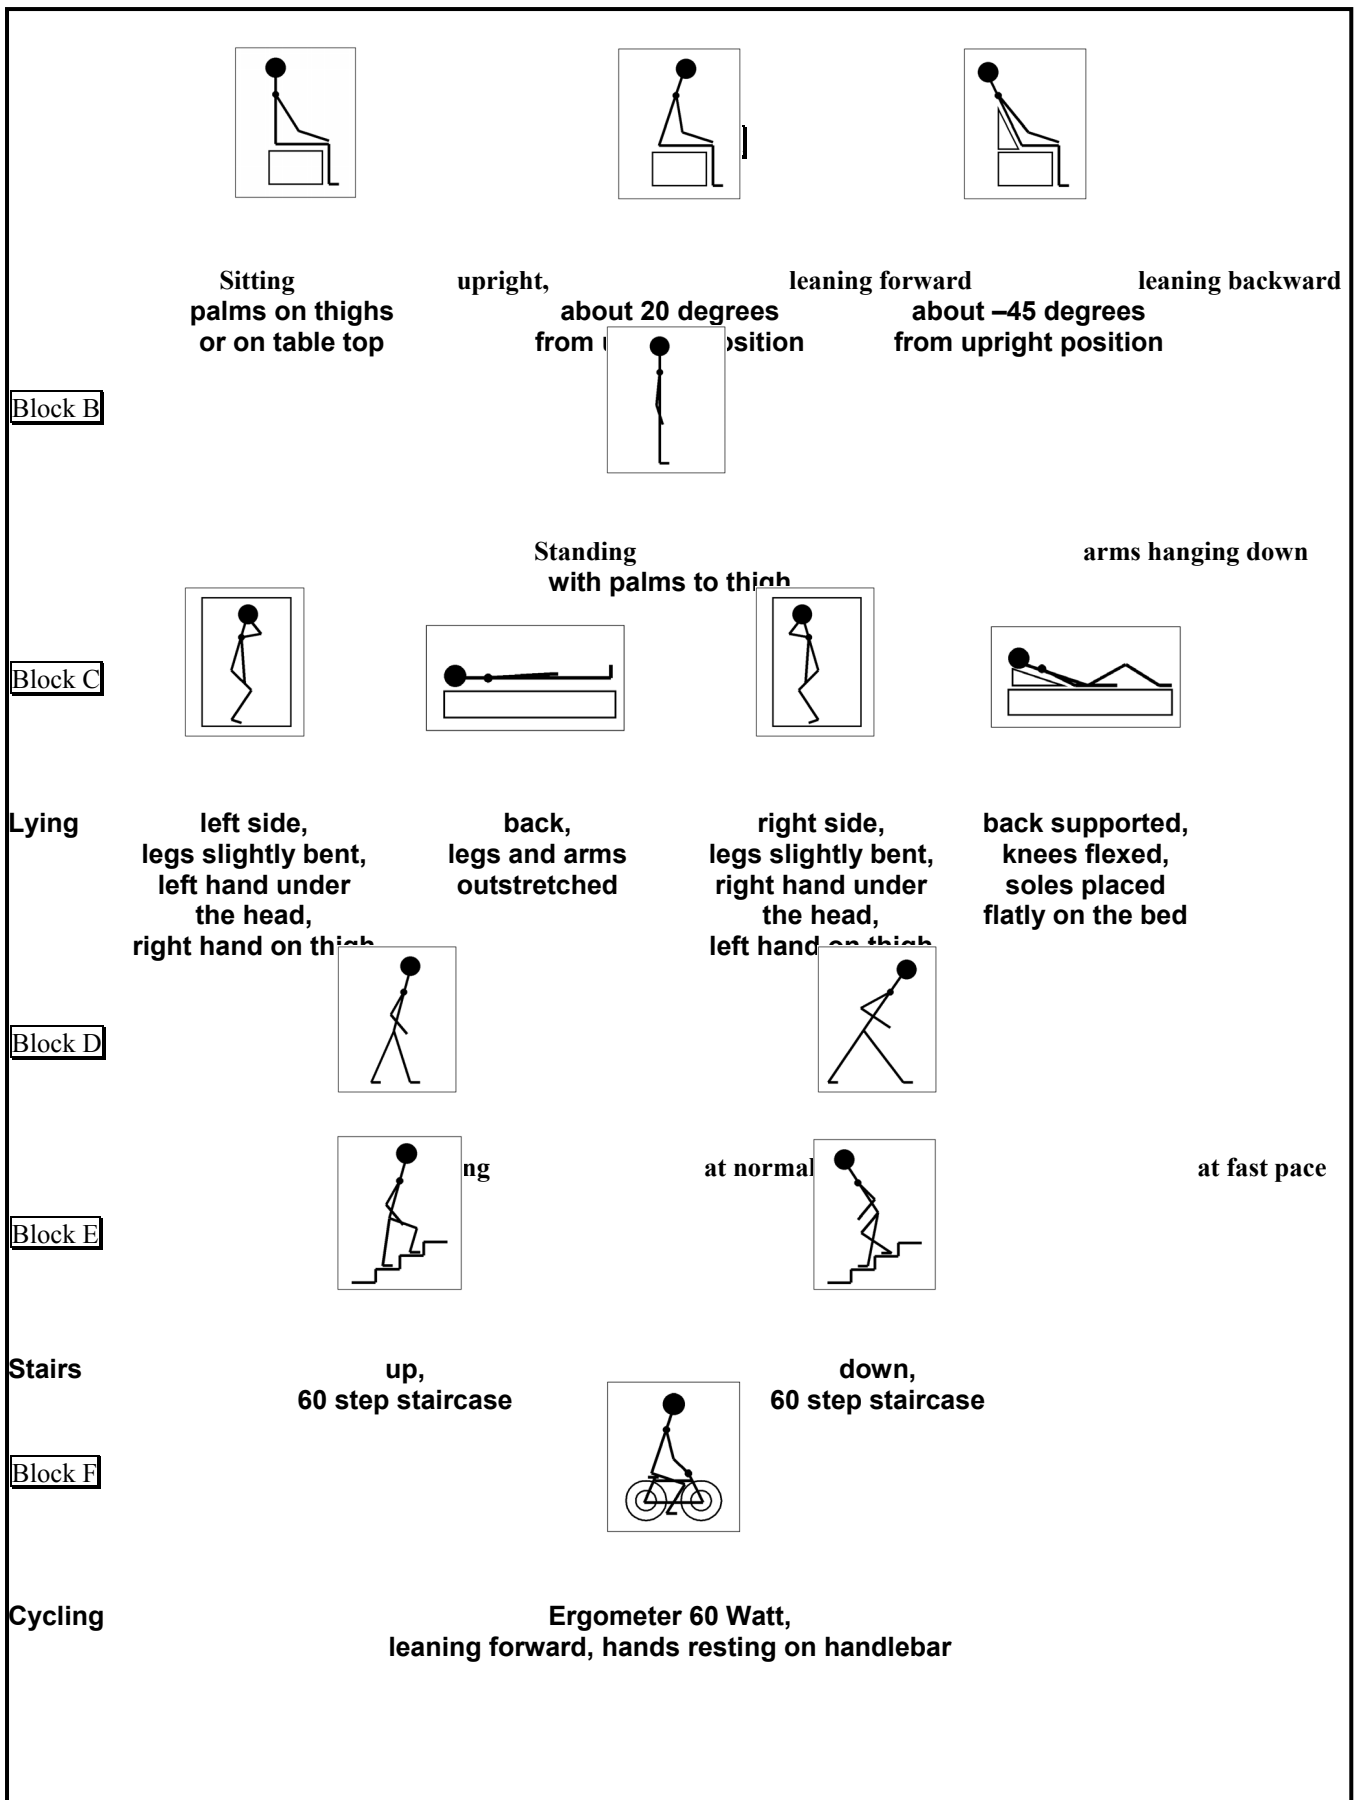 Sitting upright, leaning forward leaning backward
palms on thighs about 20 degrees about –45 degrees
or on table top from position from upright position
Block B
Standing arms hanging down
with palms to thigh
Block C
Lying left side, back, right side, back supported,
legs slightly bent, legs and arms legs slightly bent, knees flexed,
left hand under outstretched right hand under soles placed
the head, the head, flatly on the bed
right hand on thigh left hand on thigh
Block D
ng at normal at fast pace
Block E
Stairs up, down,
60 step staircase 60 step staircase
Block F
Cycling Ergometer 60 Watt,
leaning forward, hands resting on handlebar